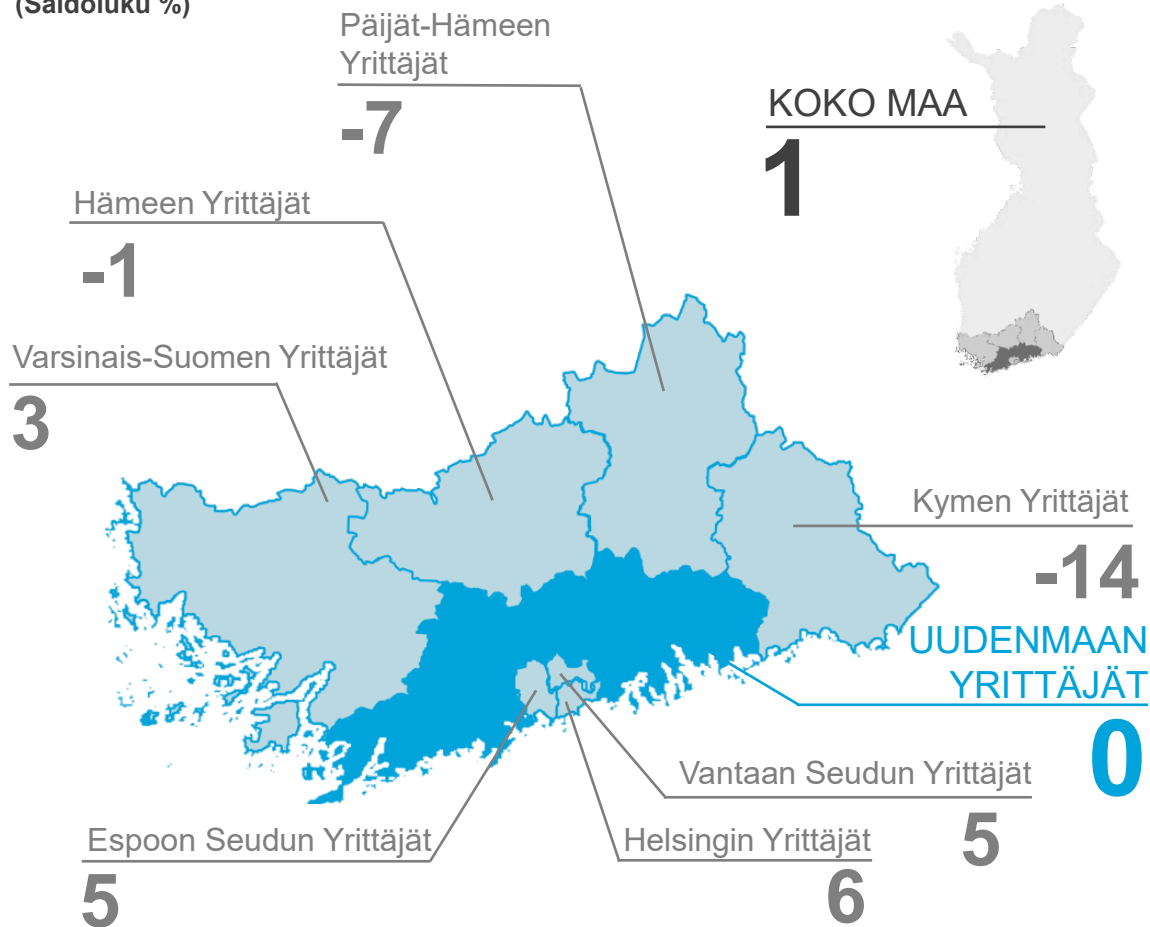 (Saldoluku %)
Päijät-Hämeen
Yrittäjät
-7
KOKO MAA
1
Hämeen Yrittäjät
-1
Varsinais-Suomen Yrittäjät
3
Kymen Yrittäjät
-14
UUDENMAAN
YRITTÄJÄT
0
Vantaan Seudun Yrittäjät
5
Espoon Seudun Yrittäjät
5
Helsingin Yrittäjät
6